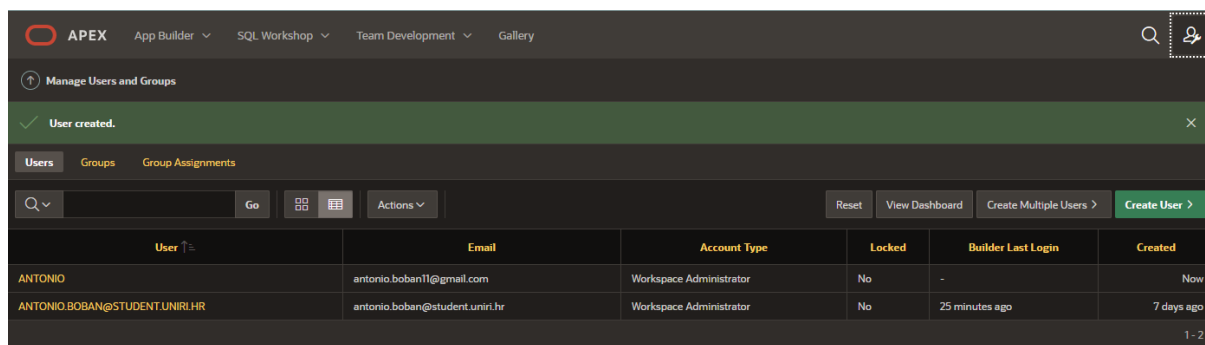 APEX App Builder SQL Workshop Team Development Gallery
Manage Users and Groups
User created.
Users Groups Group Assignments
Go Actions Reset View Dashboard Create Multiple Users > Create User >
User Email Account Type Locked Builder Last Login Created
ANTONIO antonio.boban11@gmail.com Workspace Administrator No - Now
ANTONIO.BOBAN@STUDENT.UNIRI.HR antonio.boban@student.uniri.hr Workspace Administrator No 25 minutes ago 7 days ago
1 - 2